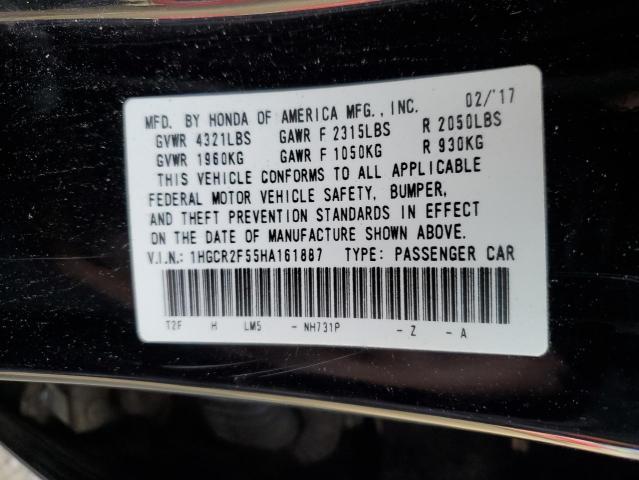 MFD. BY HONDA OF AMERICA MFG., INC. 02/'17
GVWR 4321LBS GAWR F 2315LBS R 2050LBS
GVWR 1960KG GAWR F 1050KG R 930KG
THIS VEHICLE CONFORMS TO ALL APPLICABLE
FEDERAL MOTOR VEHICLE SAFETY, BUMPER,
AND THEFT PREVENTION STANDARDS IN EFFECT
ON THE DATE OF MANUFACTURE SHOWN ABOVE.
V.I.N.: 1HGCR2F55HA161887 TYPE: PASSENGER CAR
T2F H LM5 - NH731P - Z - A